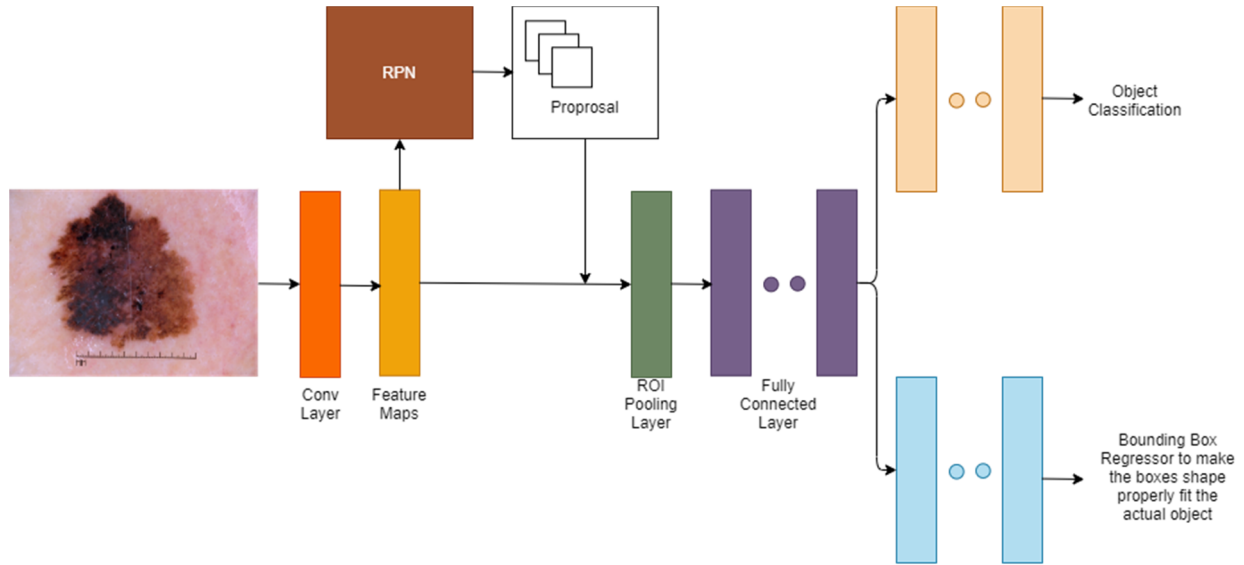 RPN
Proprosal
Object
Classification
MM
Conv
Layer
Feature
Maps
ROI
Pooling
Layer
Fully
Connected
Layer
Bounding Box
Regressor to make
the boxes shape
properly fit the
actual object